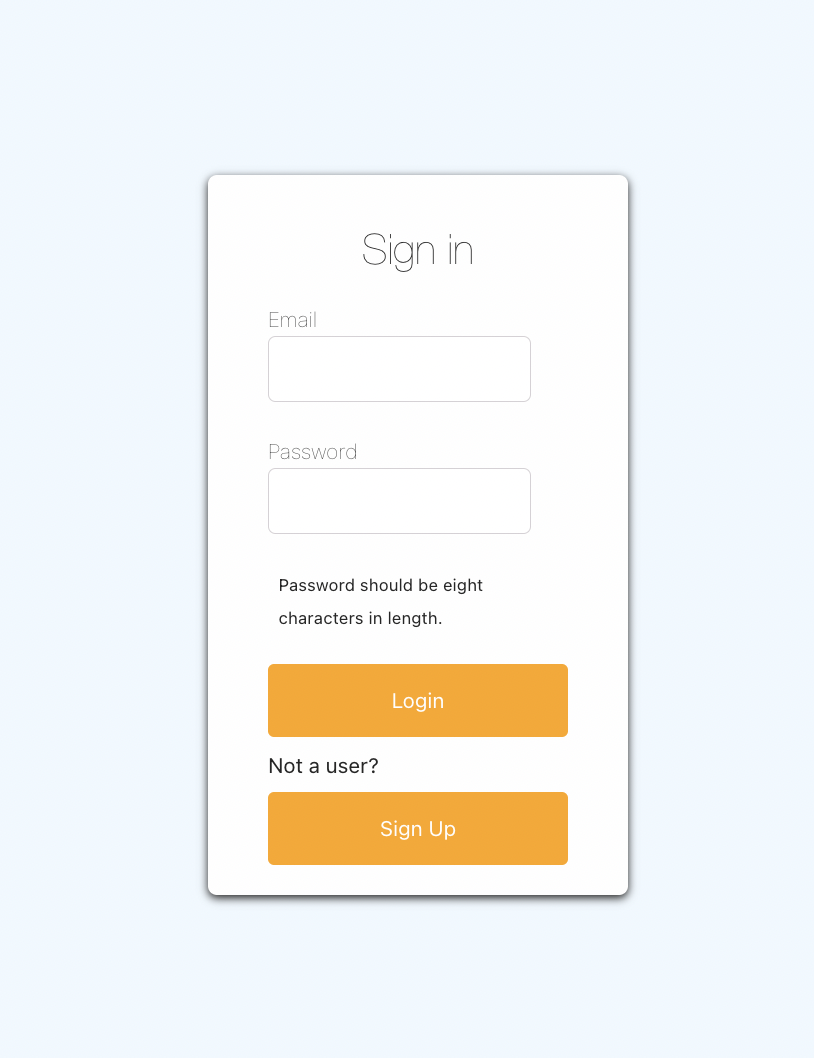 Sign in
Email
Password
Password should be eight
characters in length.
Login
Not a user?
Sign Up